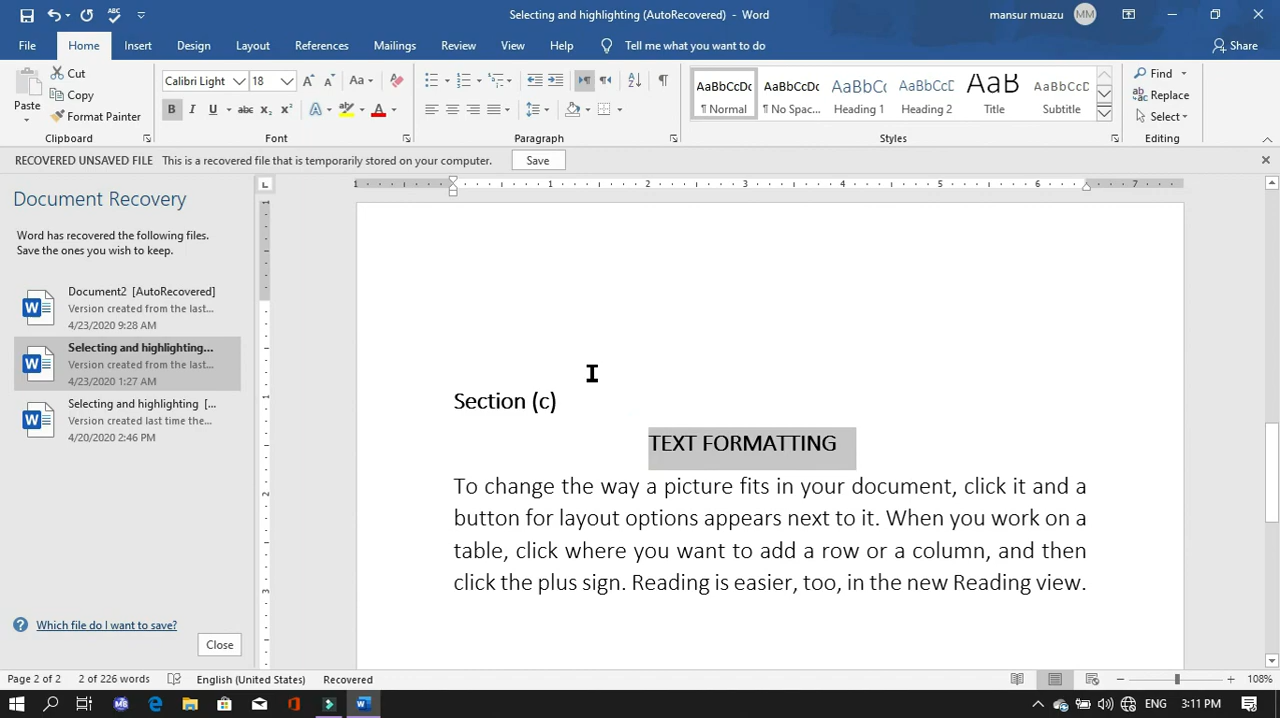 Selecting and highlighting (AutoRecovered) - Word
mansur muazu
MM
File Home Insert Design Layout References Mailings Review View Help Tell me what you want to do
Share
Paste
Cut
Copy
Format Painter
Clipboard
Calibri Light 18
Font
Paragraph
AaBbCcDc AaBbCcDc AaBbCc AaBbCcD AaB AaBbCcD
¶ Normal ¶ No Spac... Heading 1 Heading 2 Title Subtitle
Styles
Find
Replace
Select
Editing
RECOVERED UNSAVED FILE This is a recovered file that is temporarily stored on your computer. Save
Document Recovery
Word has recovered the following files.
Save the ones you wish to keep.
Document2 [AutoRecovered]
Version created from the last...
4/23/2020 9:28 AM
Selecting and highlighting...
Version created from the last...
4/23/2020 1:27 AM
Selecting and highlighting [...
Version created last time the...
4/20/2020 2:46 PM
Which file do I want to save?
Close
1 1 2 3 4 5 6 7
Section (c)
TEXT FORMATTING
To change the way a picture fits in your document, click it and a
button for layout options appears next to it. When you work on a
table, click where you want to add a row or a column, and then
click the plus sign. Reading is easier, too, in the new Reading view.
Page 2 of 2 2 of 226 words English (United States) Recovered 108%
ENG 3:11 PM